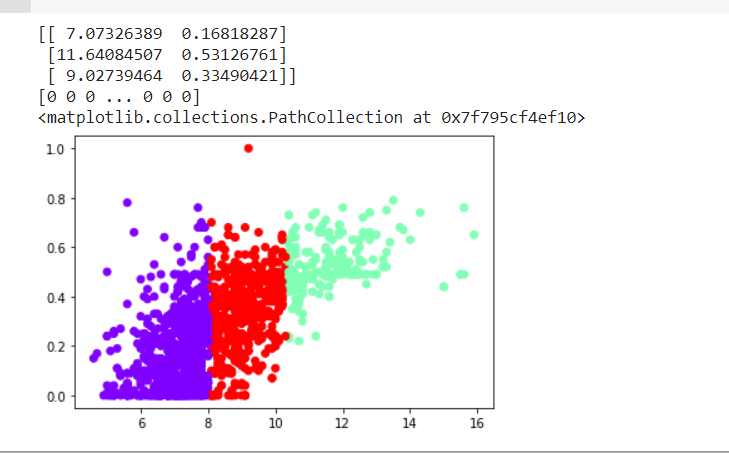 [[ 7.07326389  0.16818287]
 [11.64084507  0.53126761]
 [ 9.02739464  0.33490421]]
[0 0 0 ... 0 0 0]
<matplotlib.collections.PathCollection at 0x7f795cf4ef10>
1.0
0.8
0.6
0.4
0.2
0.0
6 8 10 12 14 16